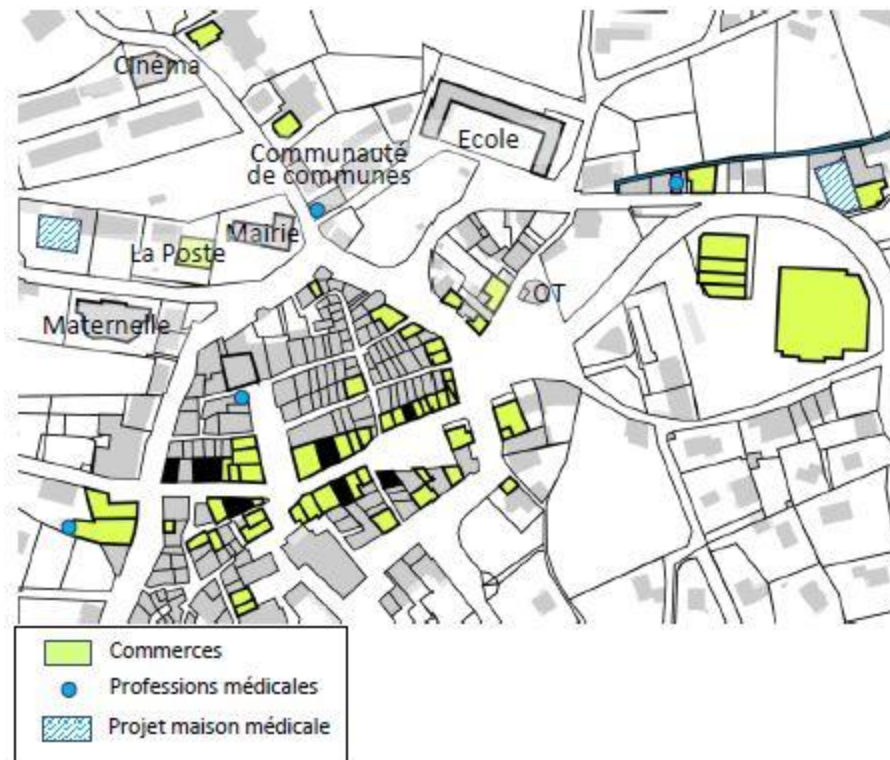 Cinéma
Ecole
Communauté
de communes
Mairie
La Poste
OT
Maternelle
Commerces
Professions médicales
Projet maison médicale